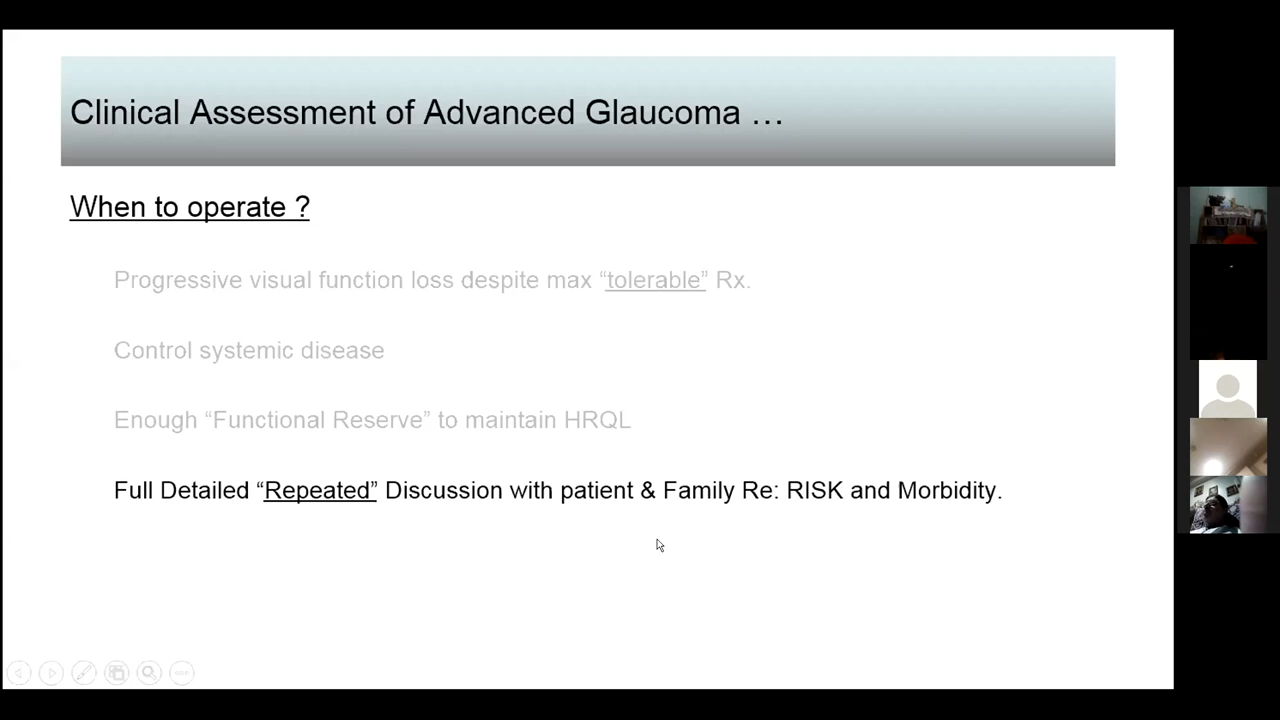 Clinical Assessment of Advanced Glaucoma …
When to operate ?
Progressive visual function loss despite max “tolerable” Rx.
Control systemic disease
Enough “Functional Reserve” to maintain HRQL
Full Detailed “Repeated” Discussion with patient & Family Re: RISK and Morbidity.